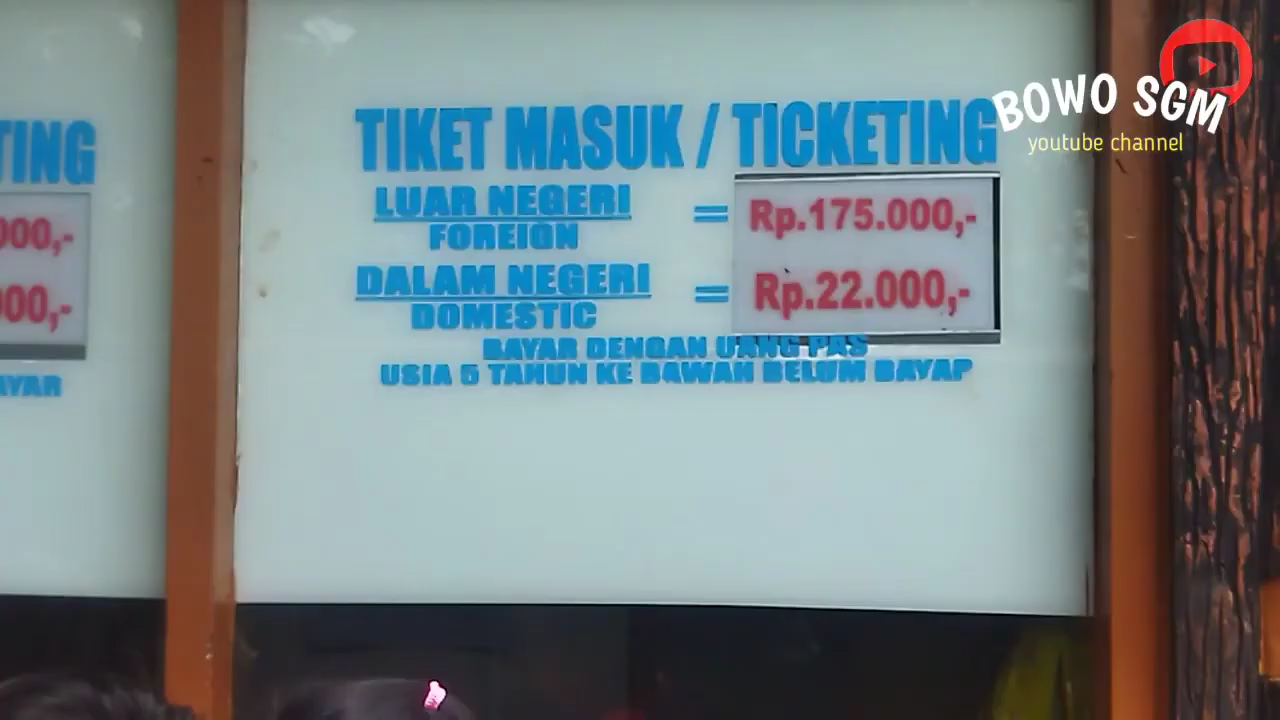 BOWO SGM
youtube channel
TIKET MASUK / TICKETING
LUAR NEGERI = Rp.175.000,-
FOREIGN
DALAM NEGERI = Rp.22.000,-
DOMESTIC
BAYAR DENGAN UANG PAS
USIA 5 TAHUN KE BAWAH BELUM BAYAR
TING
000,-
00,-
AYAR